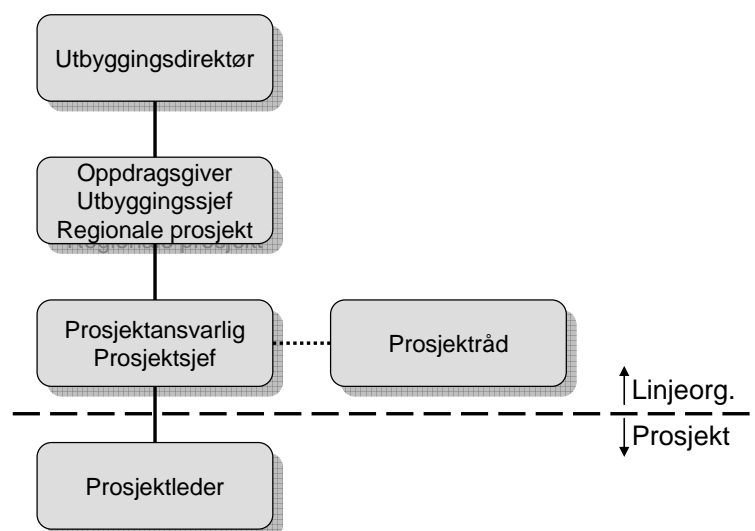 Utbyggingsdirektør
Oppdragsgiver
Utbyggingssjef
Regionale prosjekt
Prosjektansvarlig
Prosjektsjef
Prosjektråd
Linjeorg.
Prosjekt
Prosjektleder